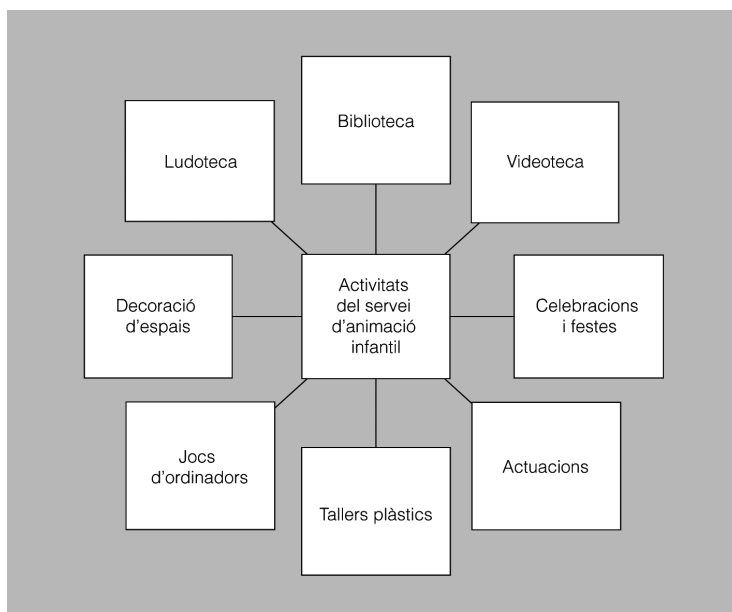 Biblioteca
Ludoteca
Videoteca
Activitats
del servei
d'animació
infantil
Decoració
d'espais
Celebracions
i festes
Jocs
d'ordinadors
Actuacions
Tallers plàstics